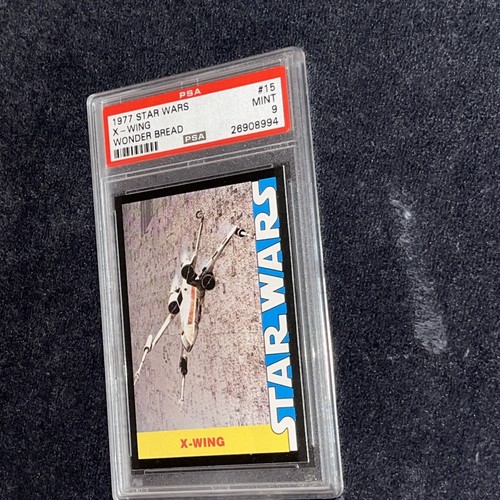 PSA
1977 STAR WARS #15
X-WING MINT
WONDER BREAD PSA 9
26908994
STAR WARS
X-WING